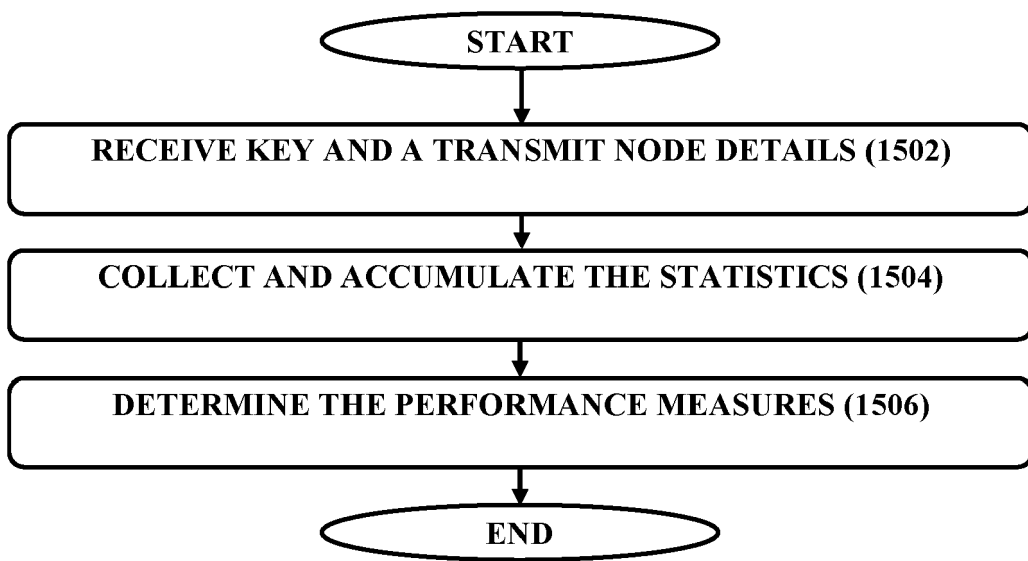 START
RECEIVE KEY AND A TRANSMIT NODE DETAILS (1502)
COLLECT AND ACCUMULATE THE STATISTICS (1504)
DETERMINE THE PERFORMANCE MEASURES (1506)
END